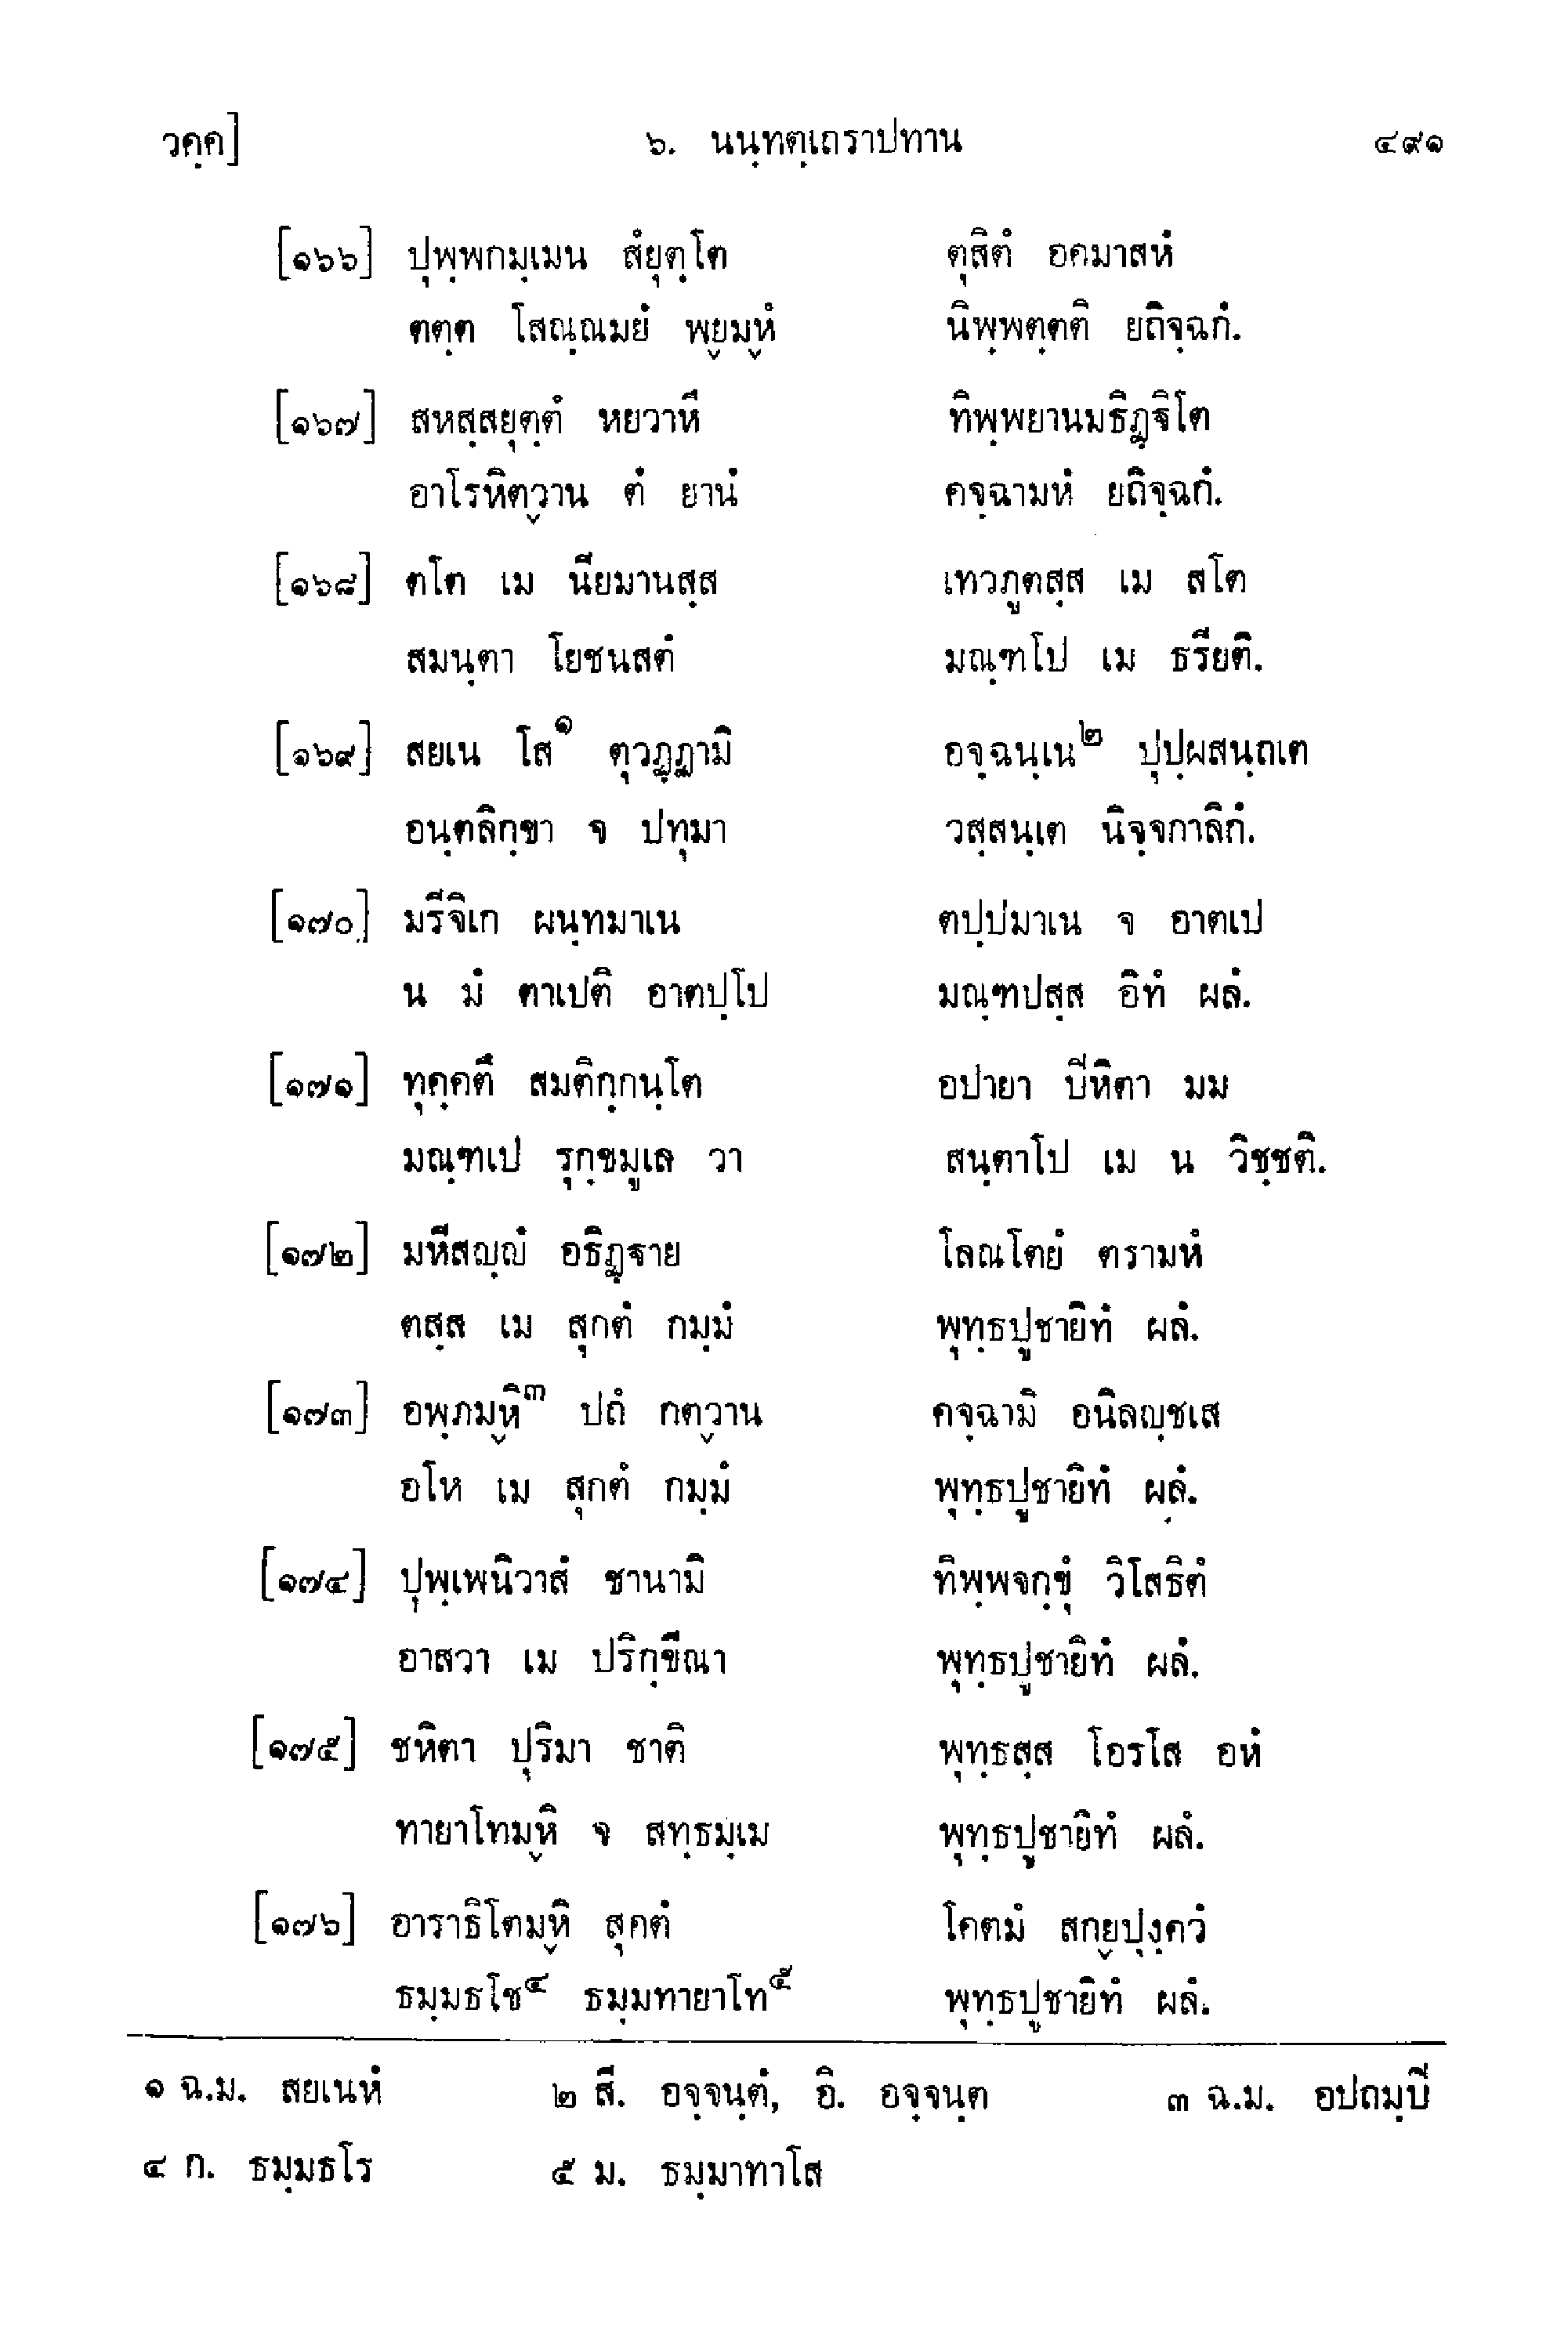 วคฺค] ๖. นนฺทตฺเถราปทาน ๔๙๑
[๑๖๖] ปุพฺพกมฺเมน สํยุตฺโต ตุสิตํ อคมาสหํ
ตตฺต โสณฺณมยํ พฺยมฺหํ นิพฺพตฺตติ ยถิจฺฉกํ.
[๑๖๗] สหสฺสยุตฺตํ หยวาหึ ทิพฺพยานมธิฏฺฐิโต
อาโรหิตฺวาน ตํ ยานํ คจฺฉามหํ ยถิจฺฉกํ.
[๑๖๘] ตโต เม นียมานสฺส เทวภูตสฺส เม สโต
สมนฺตา โยชนสตํ มณฺฑโป เม ธรียติ.
[๑๖๙] สยเน โส๑ ตุวฏฺฏามิ อจฺฉนฺเน๒ ปุปฺผสนฺถเต
อนฺตลิกฺขา จ ปทุมา วสฺสนฺเต นิจฺจกาลิกํ.
[๑๗๐] มรีจิเก ผนฺทมาเน ตปฺปมาเน จ อาตเป
น มํ ตาเปติ อาตปฺโป มณฺฑปสฺส อิทํ ผลํ.
[๑๗๑] ทุคฺคตึ สมติกฺกนฺโต อปายา ปีหิตา มม
มณฺฑเป รุกฺขมูเล วา สนฺตาโป เม น วิชฺชติ.
[๑๗๒] มหีสญฺญํ อธิฏฺฐาย โลณโตยํ ตรามหํ
ตสฺส เม สุกตํ กมฺมํ พุทฺธปูชายิทํ ผลํ.
[๑๗๓] อพฺภมฺหิ๓ ปถํ กตฺวาน คจฺฉามิ อนิลญฺชเส
อโห เม สุกตํ กมฺมํ พุทฺธปูชายิทํ ผลํ.
[๑๗๔] ปุพฺเพนิวาสํ ชานามิ ทิพฺพจกฺขุํ วิโสธิตํ
อาสวา เม ปริกฺขีณา พุทฺธปูชายิทํ ผลํ.
[๑๗๕] ชหิตา ปุริมา ชาติ พุทฺธสฺส โอรโส อหํ
ทายาโทมฺหิ จ สทฺธมฺเม พุทฺธปูชายิทํ ผลํ.
[๑๗๖] อาราธิโตมฺหิ สุคตํ โคตมํ สกฺยปุงฺควํ
ธมฺมธโช๔ ธมฺมทายาโท๕ พุทฺธปูชายิทํ ผลํ.
๑ ฉ.ม. สยเนหํ ๒ สี. อจฺจนฺตํ, อิ. อจฺจนฺต ๓ ฉ.ม. อปถมฺปี
๔ ก. ธมฺมธโร ๕ ม. ธมฺมาทาโส